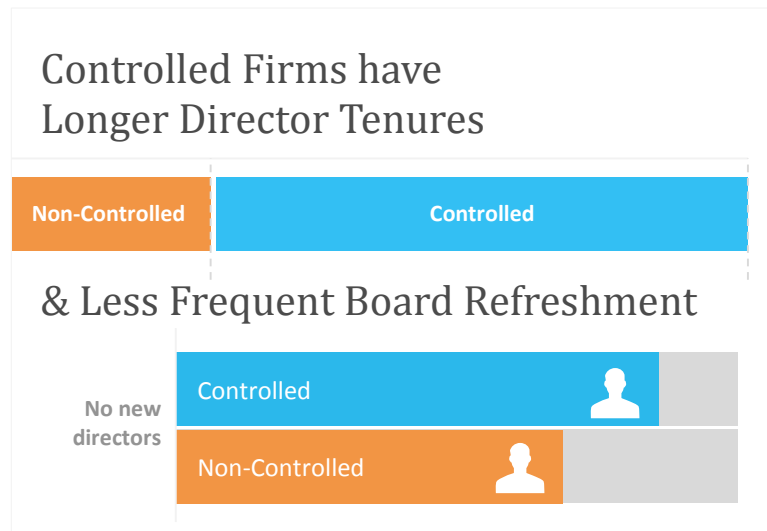 Controlled Firms have
Longer Director Tenures
Non-Controlled
Controlled
& Less Frequent Board Refreshment
No new
directors
Controlled
Non-Controlled